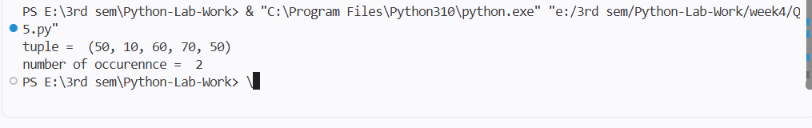 PS E:\3rd sem\Python-Lab-Work> & "C:\Program Files\Python310\python.exe" "e:/3rd sem/Python-Lab-Work/week4/Q
5.py"
tuple =  (50, 10, 60, 70, 50)
number of occurennce =  2
PS E:\3rd sem\Python-Lab-Work> \